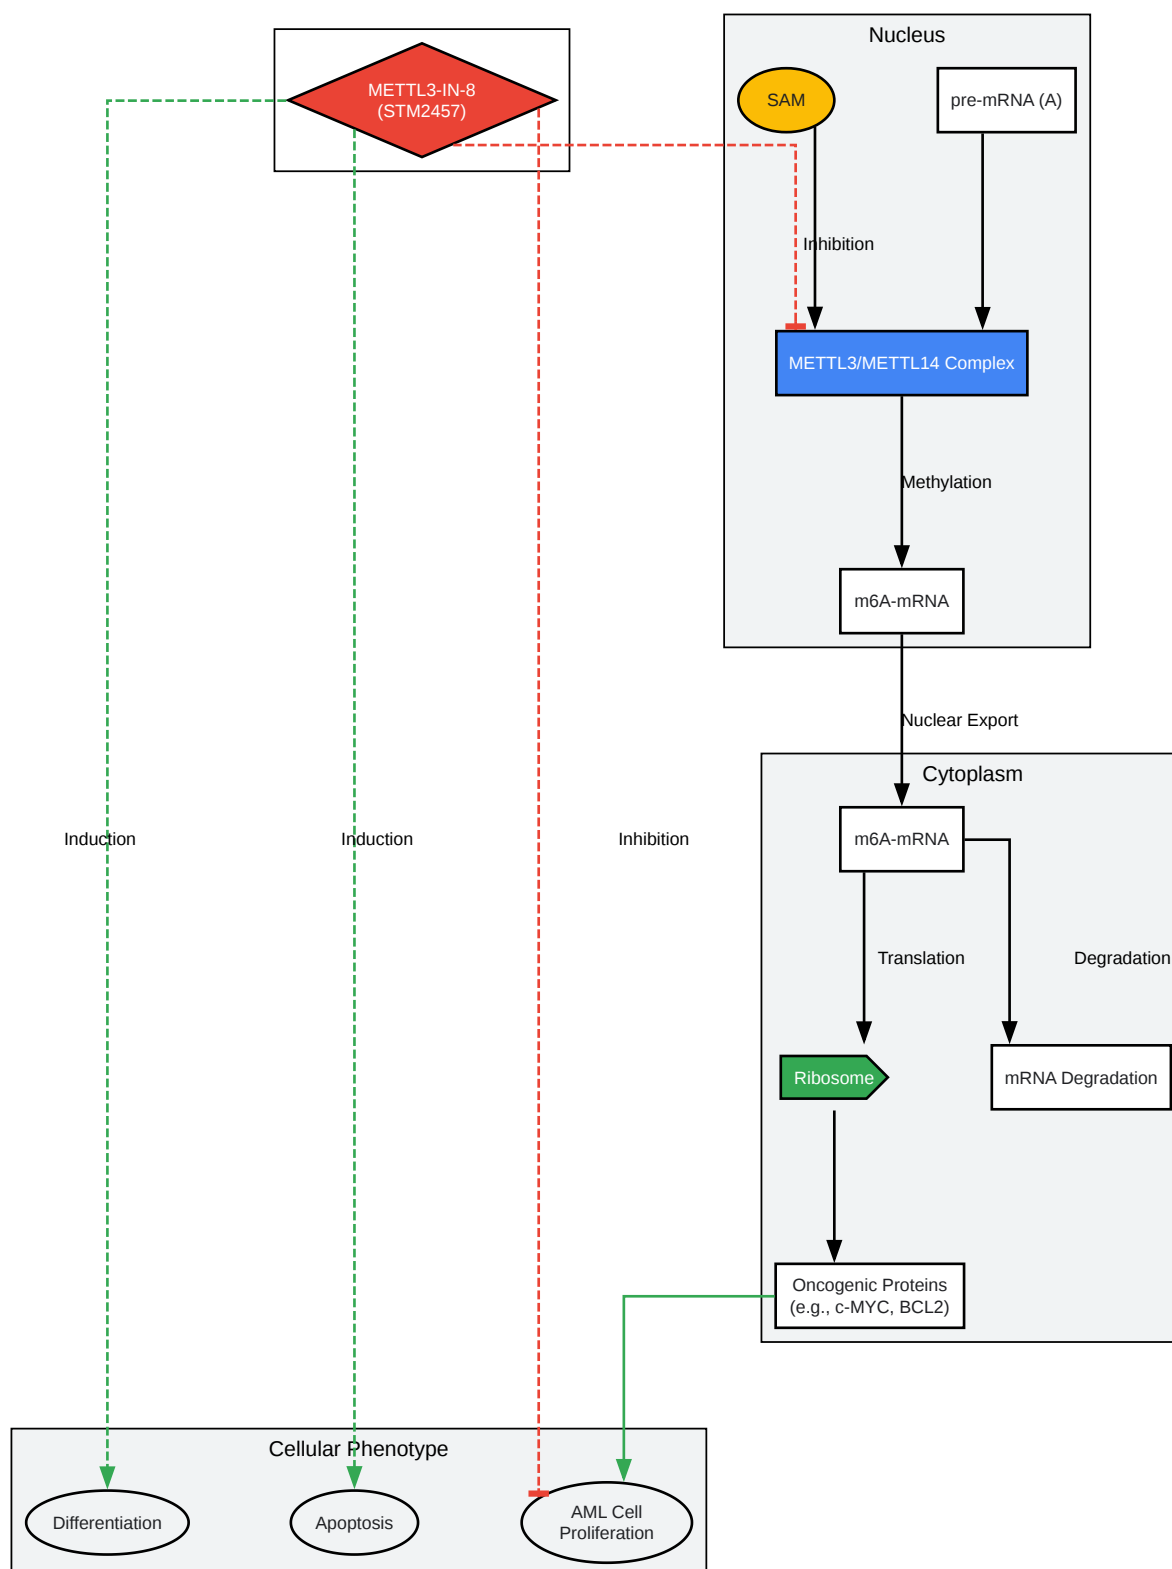 Nucleus
METTL3-IN-8
(STM2457)
SAM
pre-mRNA (A)
Inhibition
METTL3/METTL14 Complex
Methylation
m6A-mRNA
Nuclear Export
Cytoplasm
m6A-mRNA
Induction
Induction
Inhibition
Translation
Degradation
Ribosome
mRNA Degradation
Oncogenic Proteins
(e.g., c-MYC, BCL2)
Cellular Phenotype
Differentiation
Apoptosis
AML Cell
Proliferation